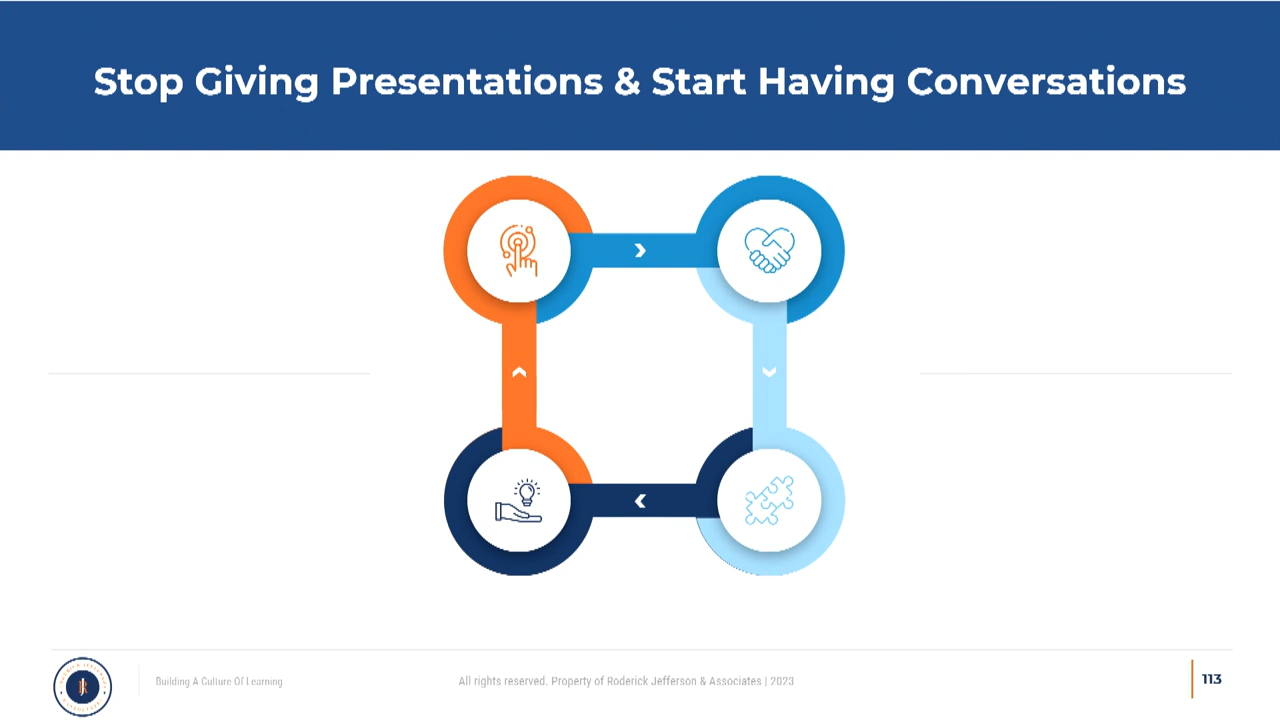 Stop Giving Presentations & Start Having Conversations
Building A Culture Of Learning
All rights reserved. Property of Roderick Jefferson & Associates | 2023
113